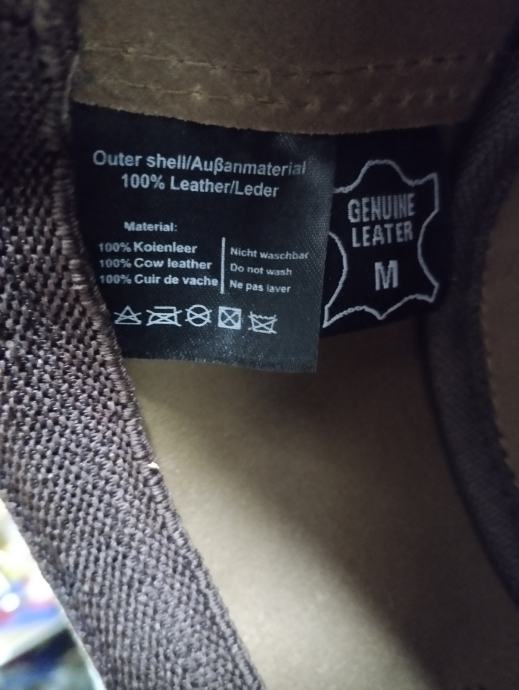 Outer shell/Außanmaterial
100% Leather/Leder
Material:
100% Koienleer
100% Cow leather
100% Cuir de vache
Nicht waschbar
Do not wash
Ne pas laver
GENUINE
LEATER
M